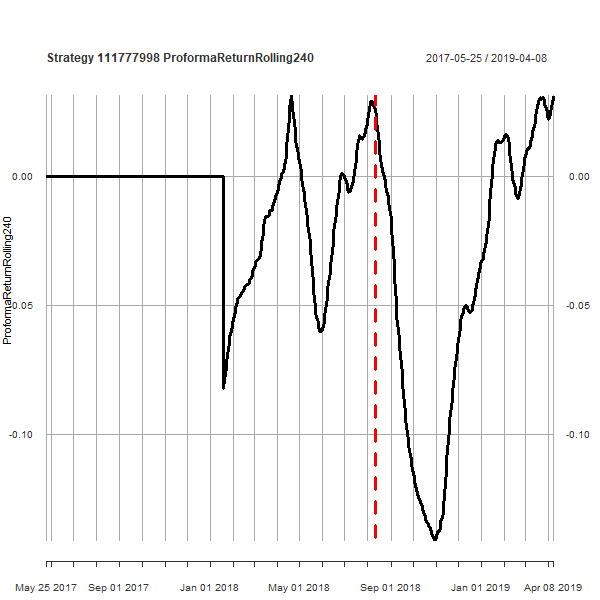 Strategy 111777998 ProformaReturnRolling240
2017-05-25 / 2019-04-08
0.00
0.00
-0.05
-0.05
-0.10
-0.10
ProformaReturnRolling240
May 25 2017
Sep 01 2017
Jan 01 2018
May 01 2018
Sep 01 2018
Jan 01 2019
Apr 08 2019